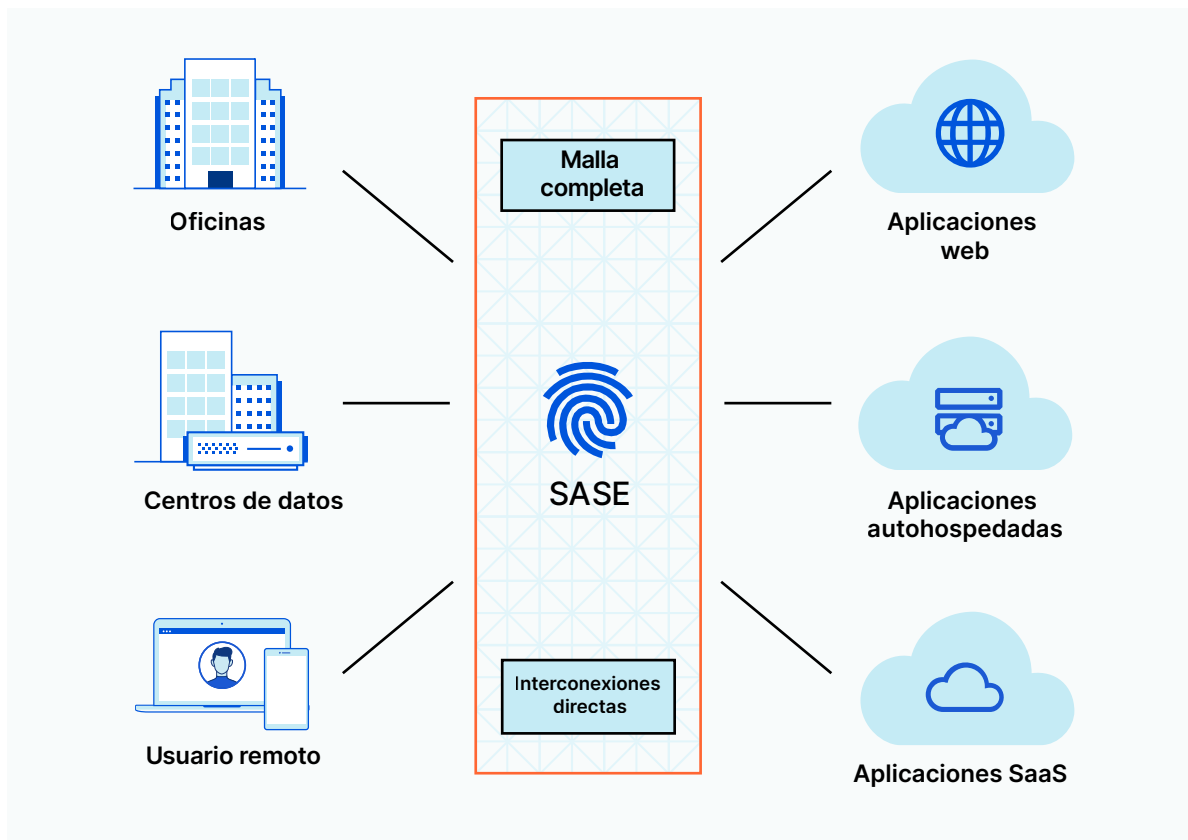 Oficinas
Centros de datos
Usuario remoto
Malla
completa
SASE
Interconexiones
directas
Aplicaciones
web
Aplicaciones
autohospedadas
Aplicaciones SaaS